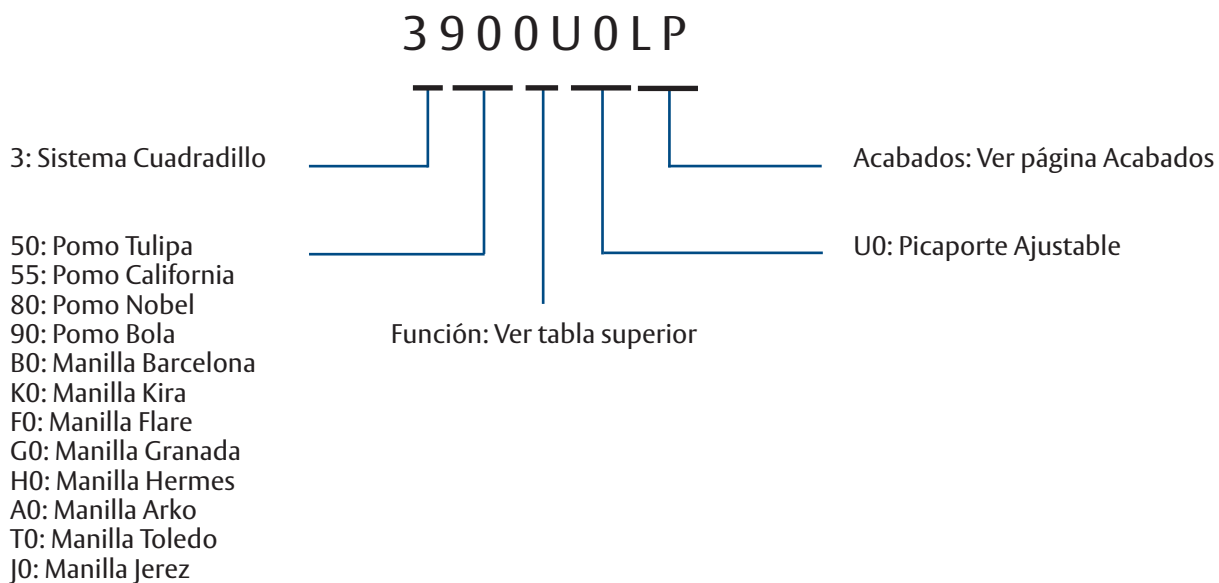 3900U0LP
3: Sistema Cuadradillo
Acabados: Ver página Acabados
50: Pomo Tulipa
55: Pomo California
80: Pomo Nobel
90: Pomo Bola
B0: Manilla Barcelona
K0: Manilla Kira
F0: Manilla Flare
G0: Manilla Granada
H0: Manilla Hermes
A0: Manilla Arko
T0: Manilla Toledo
J0: Manilla Jerez
U0: Picaporte Ajustable
Función: Ver tabla superior